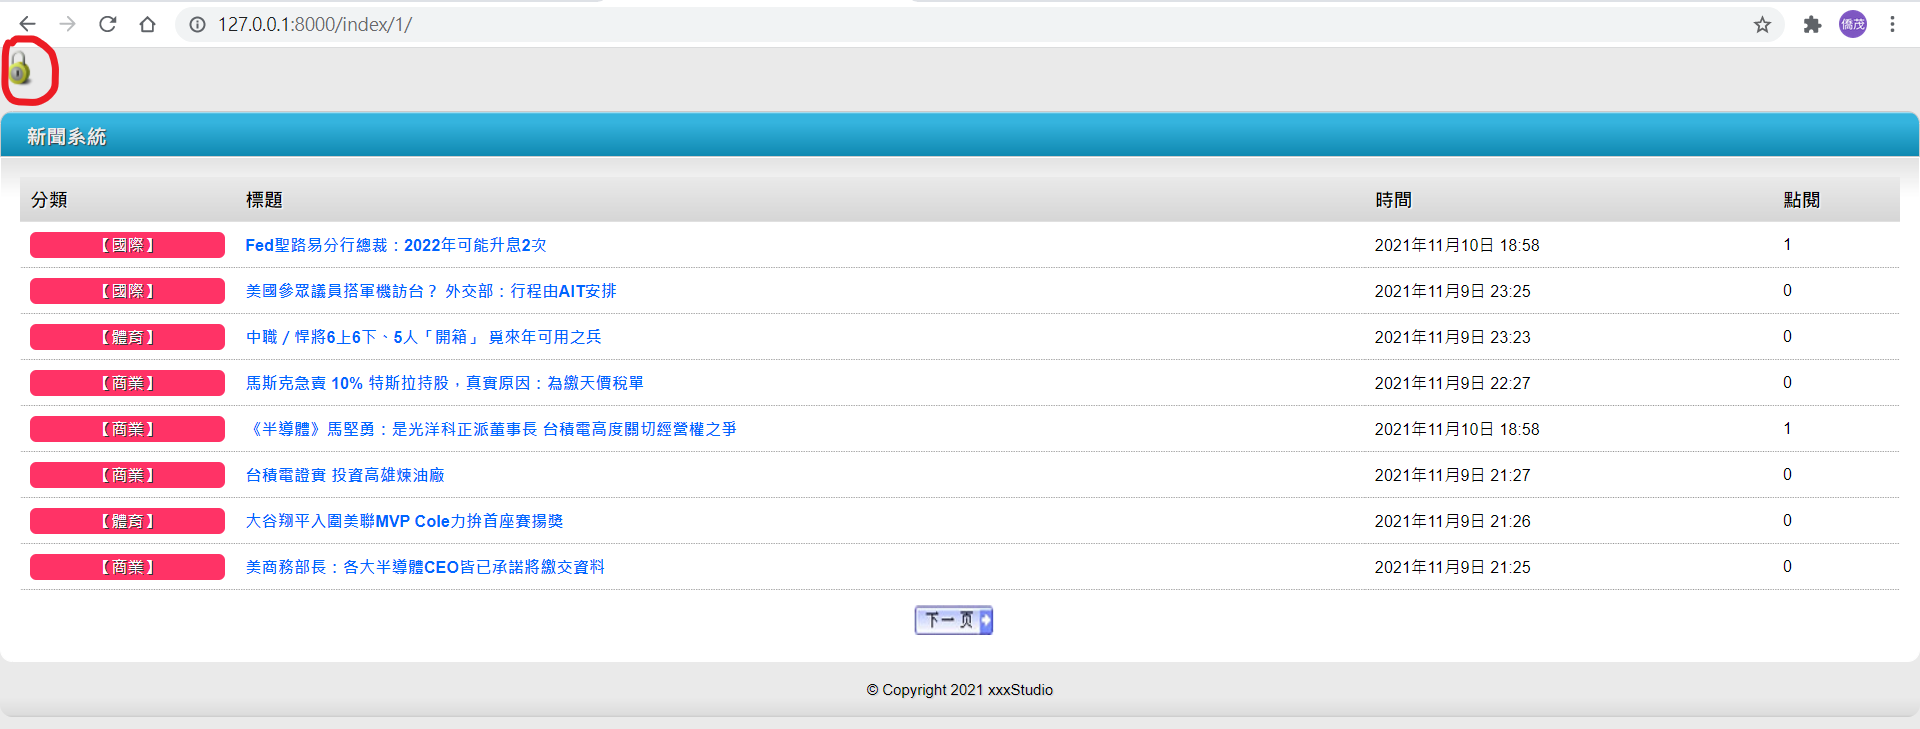 127.0.0.1:8000/index/1/
僑茂
新聞系統
分類 標題 時間 點閱
【國際】 Fed聖路易分行總裁：2022年可能升息2次 2021年11月10日 18:58 1
【國際】 美國參眾議員搭軍機訪台？ 外交部：行程由AIT安排 2021年11月9日 23:25 0
【體育】 中職／悍將6上6下、5人「開箱」 覓來年可用之兵 2021年11月9日 23:23 0
【商業】 馬斯克急賣 10% 特斯拉持股，真實原因：為繳天價稅單 2021年11月9日 22:27 0
【商業】 《半導體》馬堅勇：是光洋科正派董事長 台積電高度關切經營權之爭 2021年11月10日 18:58 1
【商業】 台積電證實 投資高雄煉油廠 2021年11月9日 21:27 0
【體育】 大谷翔平入圍美聯MVP Cole力拚首座賽揚獎 2021年11月9日 21:26 0
【商業】 美商務部長：各大半導體CEO皆已承諾將繳交資料 2021年11月9日 21:25 0
下一页
© Copyright 2021 xxxStudio